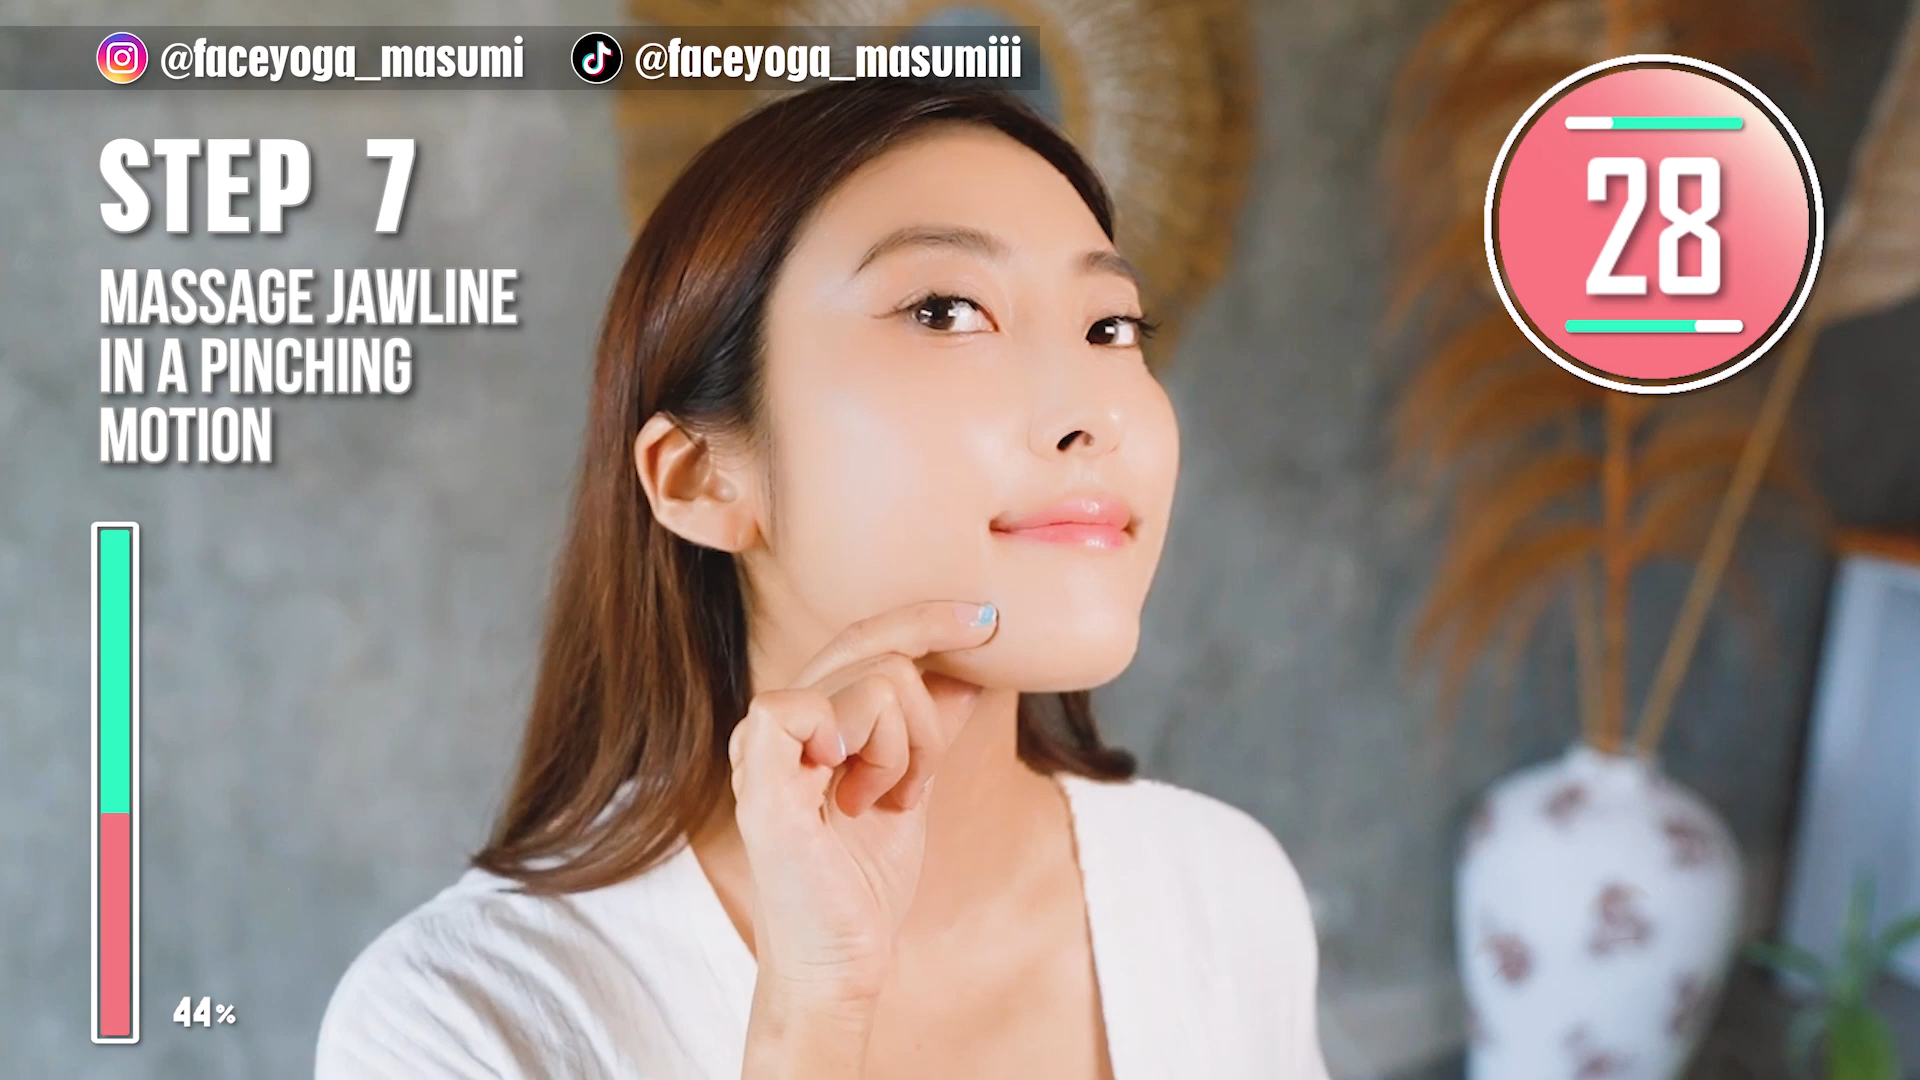 @faceyoga_masumi @faceyoga_masumiii
STEP 7
MASSAGE JAWLINE
IN A PINCHING
MOTION
28
44%